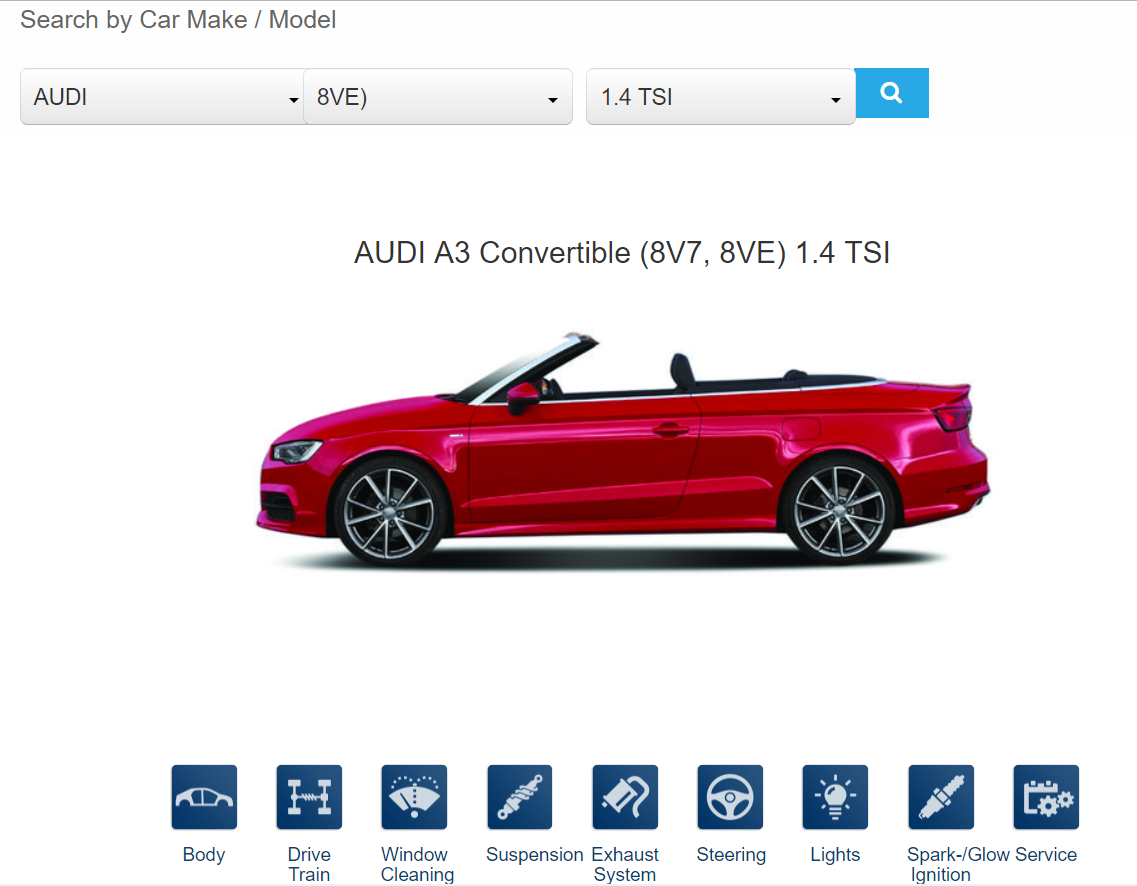 Search by Car Make / Model
AUDI 8VE) 1.4 TSI
AUDI A3 Convertible (8V7, 8VE) 1.4 TSI
Body Drive Window Suspension Exhaust Steering Lights Spark-/Glow Service
Train Cleaning System Ignition